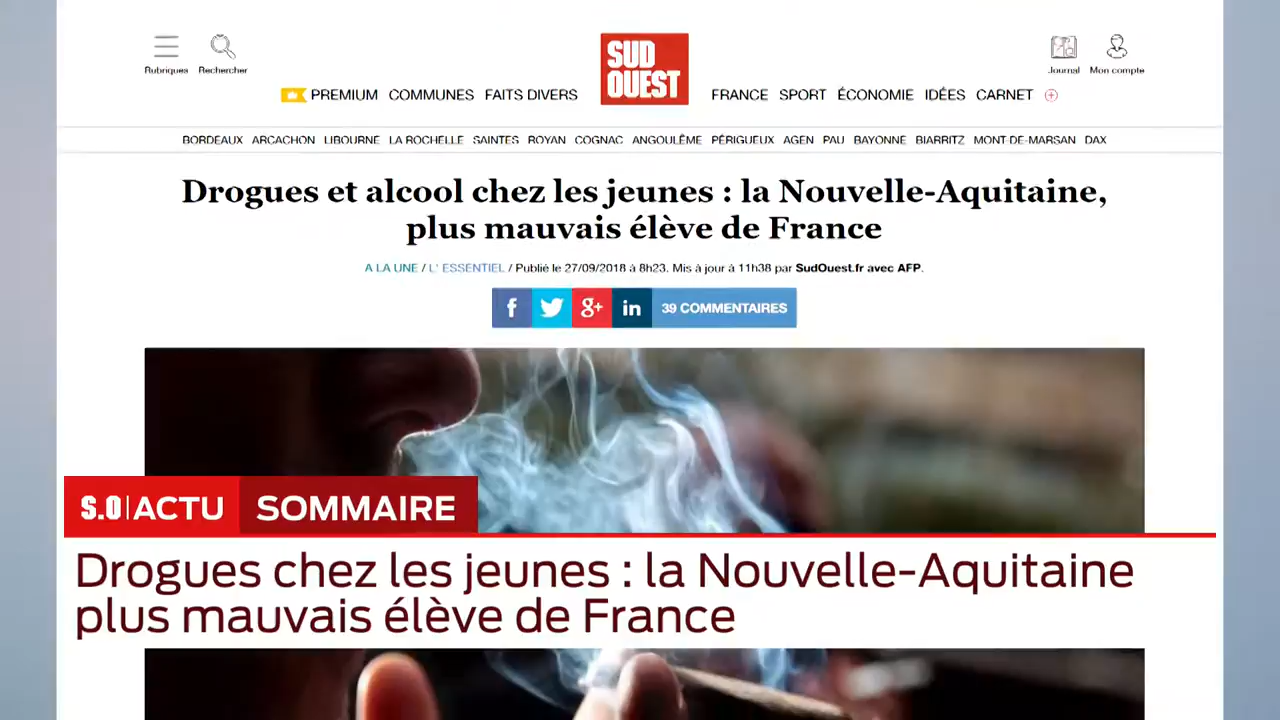 Rubriques Rechercher
SUD OUEST
Journal Mon compte
PREMIUM COMMUNES FAITS DIVERS FRANCE SPORT ÉCONOMIE IDÉES CARNET
BORDEAUX ARCACHON LIBOURNE LA ROCHELLE SAINTES ROYAN COGNAC ANGOULÊME PÉRIGUEUX AGEN PAU BAYONNE BIARRITZ MONT-DE-MARSAN DAX
Drogues et alcool chez les jeunes : la Nouvelle-Aquitaine,
plus mauvais élève de France
A LA UNE / L' ESSENTIEL / Publié le 27/09/2018 à 8h23. Mis à jour à 11h38 par SudOuest.fr avec AFP.
f g+ in 39 COMMENTAIRES
S.O|ACTU SOMMAIRE
Drogues chez les jeunes : la Nouvelle-Aquitaine
plus mauvais élève de France